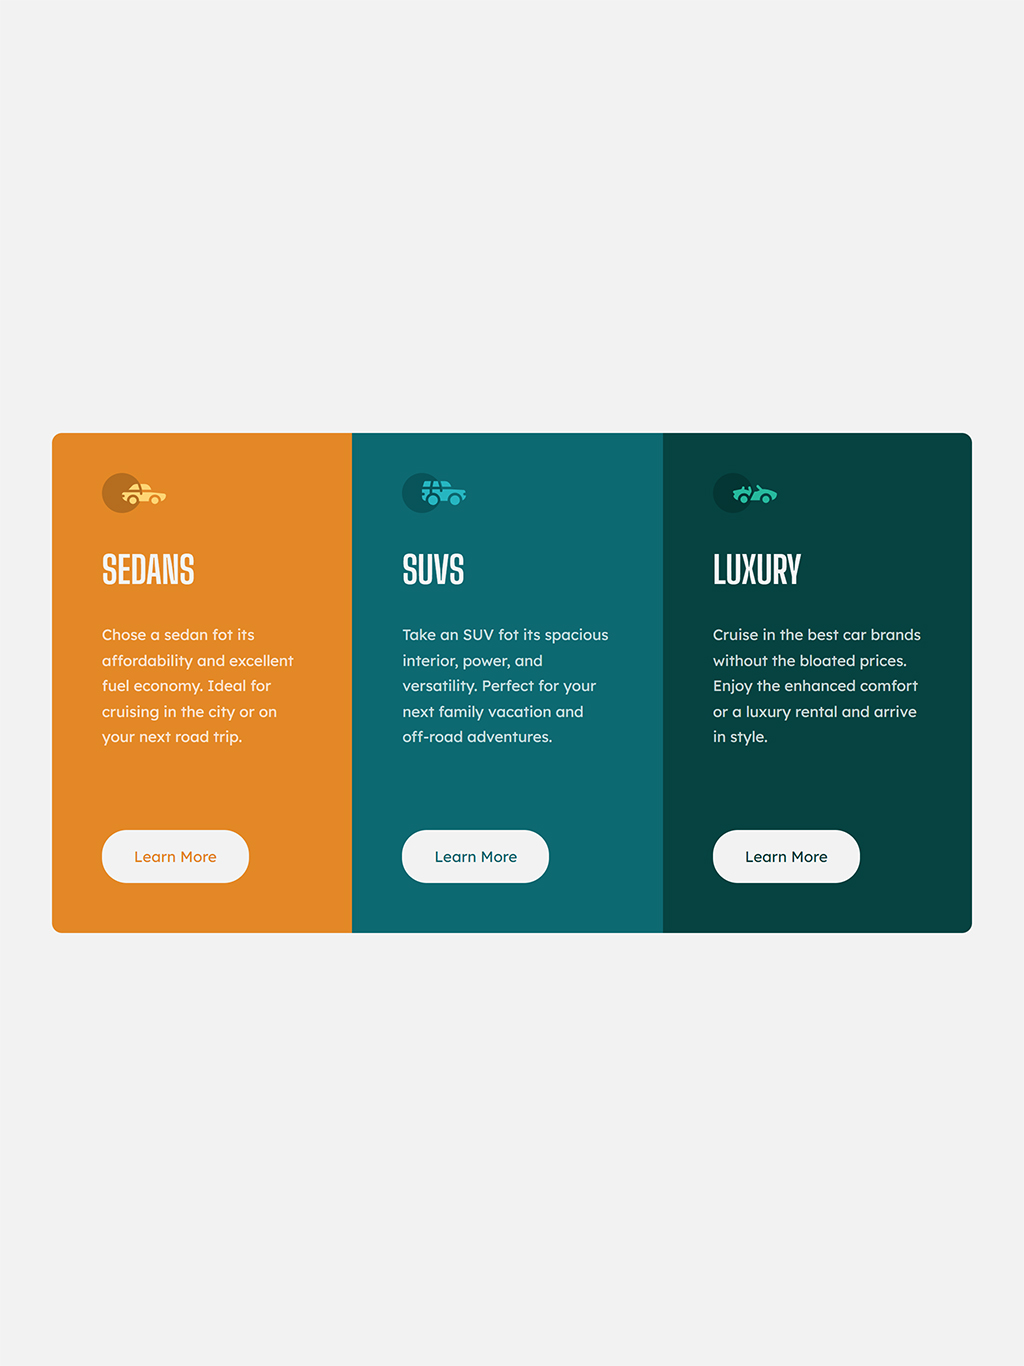 SEDANS
Chose a sedan fot its
affordability and excellent
fuel economy. Ideal for
cruising in the city or on
your next road trip.
Learn More
SUVS
Take an SUV fot its spacious
interior, power, and
versatility. Perfect for your
next family vacation and
off-road adventures.
Learn More
LUXURY
Cruise in the best car brands
without the bloated prices.
Enjoy the enhanced comfort
or a luxury rental and arrive
in style.
Learn More